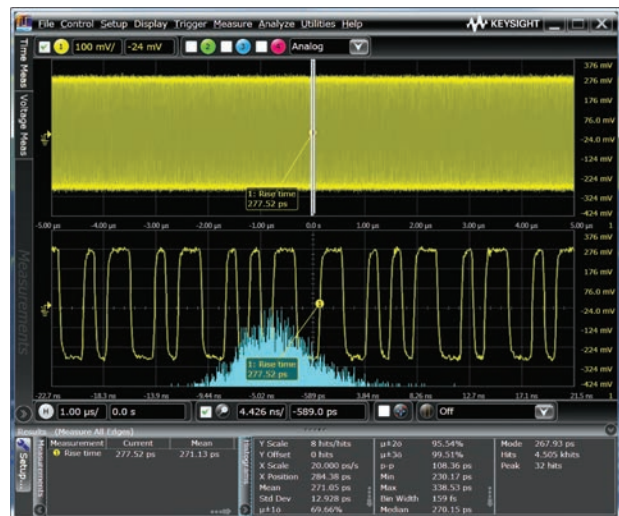 File Control Setup Display Trigger Measure Analyze Utilities Help
KEYSIGHT
1 100 mV/ -24 mV 2 3 4 Analog
Time Meas
Voltage Meas
Measurements
376 mV
276 mV
176 mV
76.0 mV
-24.0 mV
-124 mV
-224 mV
-324 mV
-424 mV
1: Rise time
277.52 ps
-5.00 µs -4.00 µs -3.00 µs -2.00 µs -1.00 µs 0.0 s 1.00 µs 2.00 µs 3.00 µs 4.00 µs 5.00 µs 1
376 mV
276 mV
176 mV
76.0 mV
-24.0 mV
-124 mV
-224 mV
-324 mV
-424 mV
1
1: Rise time
277.52 ps
-22.7 ns -18.3 ns -13.9 ns -9.44 ns -5.02 ns -589 ps 3.84 ns 8.26 ns 12.7 ns 17.1 ns 21.5 ns 1
H 1.00 µs/ 0.0 s 4.426 ns/ -589.0 ps Off
Results (Measure All Edges)
Setup...
Measurements
Measurement Current Mean
Rise time 277.52 ps 271.13 ps
Histograms
Y Scale 8 hits/hits µ±2σ 95.54% Mode 267.93 ps
Y Offset 0 hits µ±3σ 99.51% Hits 4.505 khits
X Scale 20.000 ps/s p-p 108.36 ps Peak 32 hits
X Position 284.38 ps Min 230.17 ps
Mean 271.05 ps Max 338.53 ps
Std Dev 12.928 ps Bin Width 159 fs
µ±1σ 69.66% Median 270.15 ps